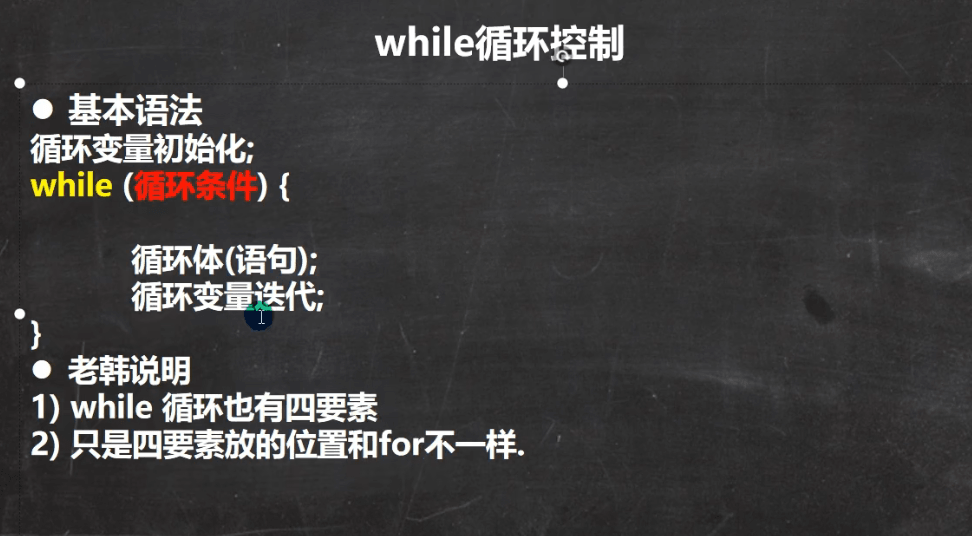 while循环控制
● 基本语法
循环变量初始化;
while (循环条件) {
循环体(语句);
循环变量迭代;
}
● 老韩说明
1) while 循环也有四要素
2) 只是四要素放的位置和for不一样.